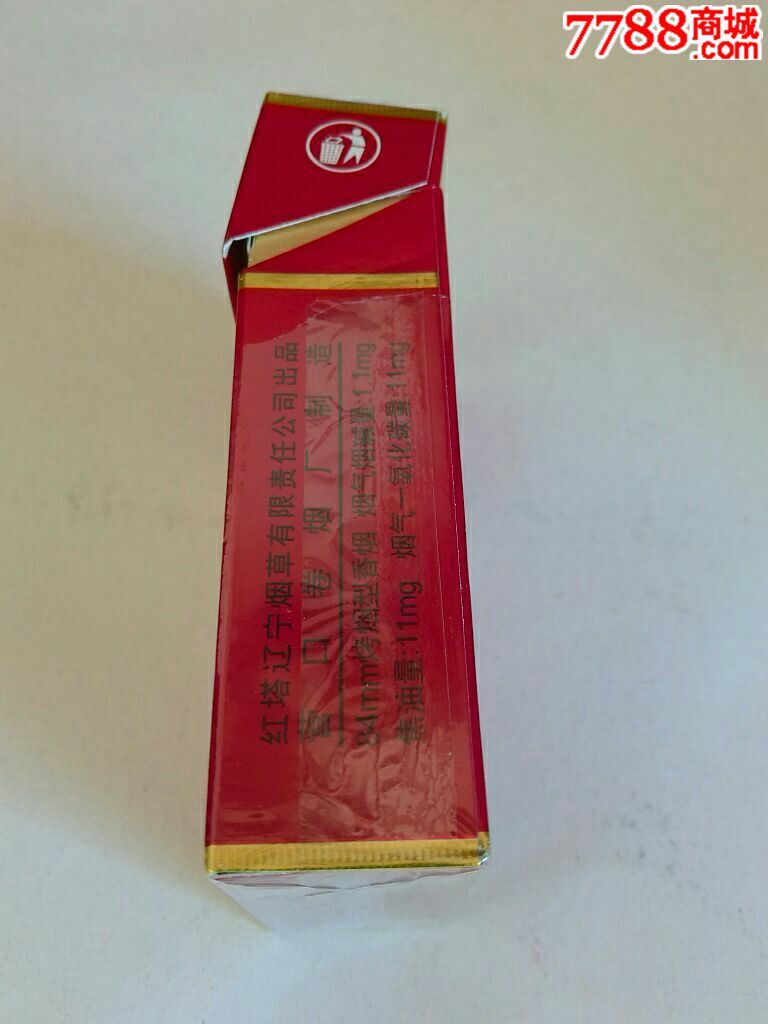 7788商城
.com
红塔辽宁烟草有限责任公司出品
营口卷烟厂制造
84mm烤烟型香烟 烟气烟碱量:1.1mg
焦油量:11mg 烟气一氧化碳量:11mg